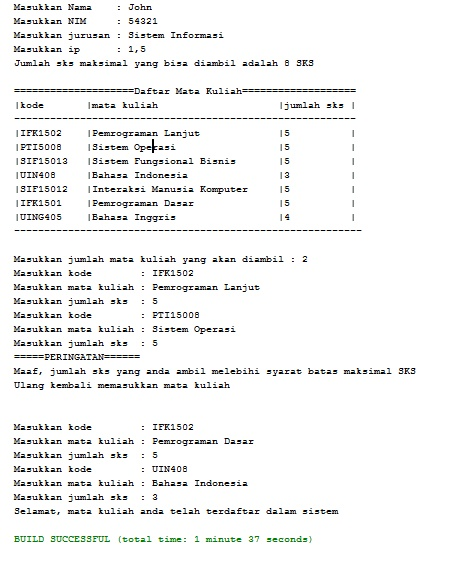 Masukkan Nama : John
Masukkan NIM : 54321
Masukkan jurusan : Sistem Informasi
Masukkan ip : 1,5
Jumlah sks maksimal yang bisa diambil adalah 8 SKS
=====================Daftar Mata Kuliah====================
|kode |mata kuliah |jumlah sks |
------------------------------------------------------------
|IFK1502 |Pemrograman Lanjut |5 |
|PTI5008 |Sistem Operasi |5 |
|SIF15013 |Sistem Fungsional Bisnis |5 |
|UIN408 |Bahasa Indonesia |3 |
|SIF15012 |Interaksi Manusia Komputer |5 |
|IFK1501 |Pemrograman Dasar |5 |
|UING405 |Bahasa Inggris |4 |
-------------------------------------------------------------
Masukkan jumlah mata kuliah yang akan diambil : 2
Masukkan kode : IFK1502
Masukkan mata kuliah : Pemrograman Lanjut
Masukkan jumlah sks : 5
Masukkan kode : PTI15008
Masukkan mata kuliah : Sistem Operasi
Masukkan jumlah sks : 5
=====PERINGATAN======
Maaf, jumlah sks yang anda ambil melebihi syarat batas maksimal SKS
Ulang kembali memasukkan mata kuliah
Masukkan kode : IFK1502
Masukkan mata kuliah : Pemrograman Dasar
Masukkan jumlah sks : 5
Masukkan kode : UIN408
Masukkan mata kuliah : Bahasa Indonesia
Masukkan jumlah sks : 3
Selamat, mata kuliah anda telah terdaftar dalam sistem
BUILD SUCCESSFUL (total time: 1 minute 37 seconds)